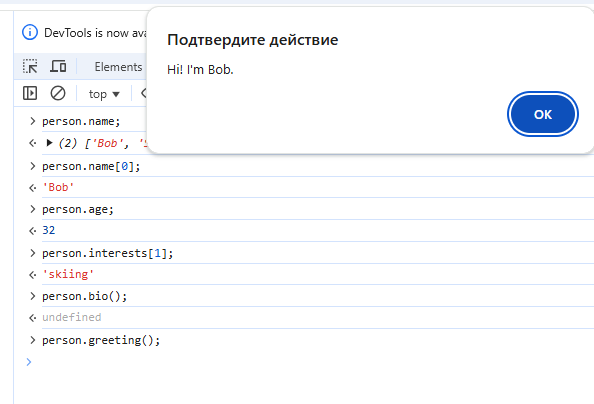 DevTools is now ava
Подтвердите действие
Hi! I'm Bob.
OK
Elements
top
person.name;
(2) ['Bob', '
person.name[0];
'Bob'
person.age;
32
person.interests[1];
'skiing'
person.bio();
undefined
person.greeting();